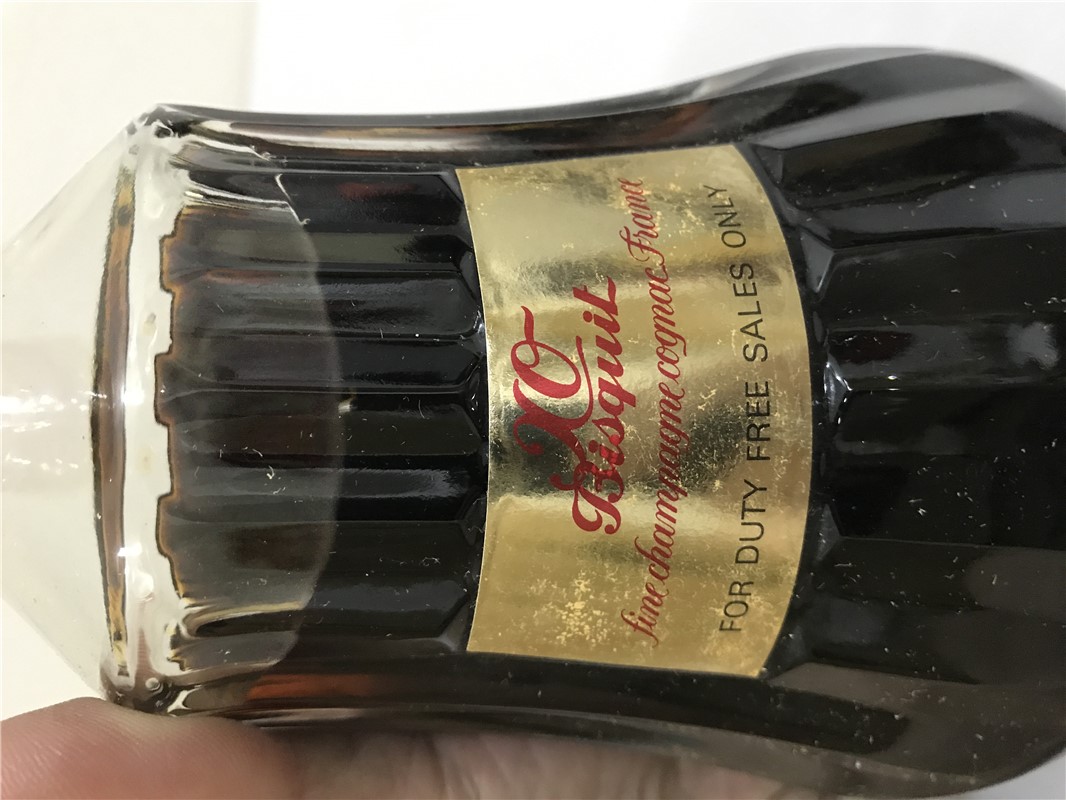 XO
Bisquit
fine champagne cognac France
FOR DUTY FREE SALES ONLY